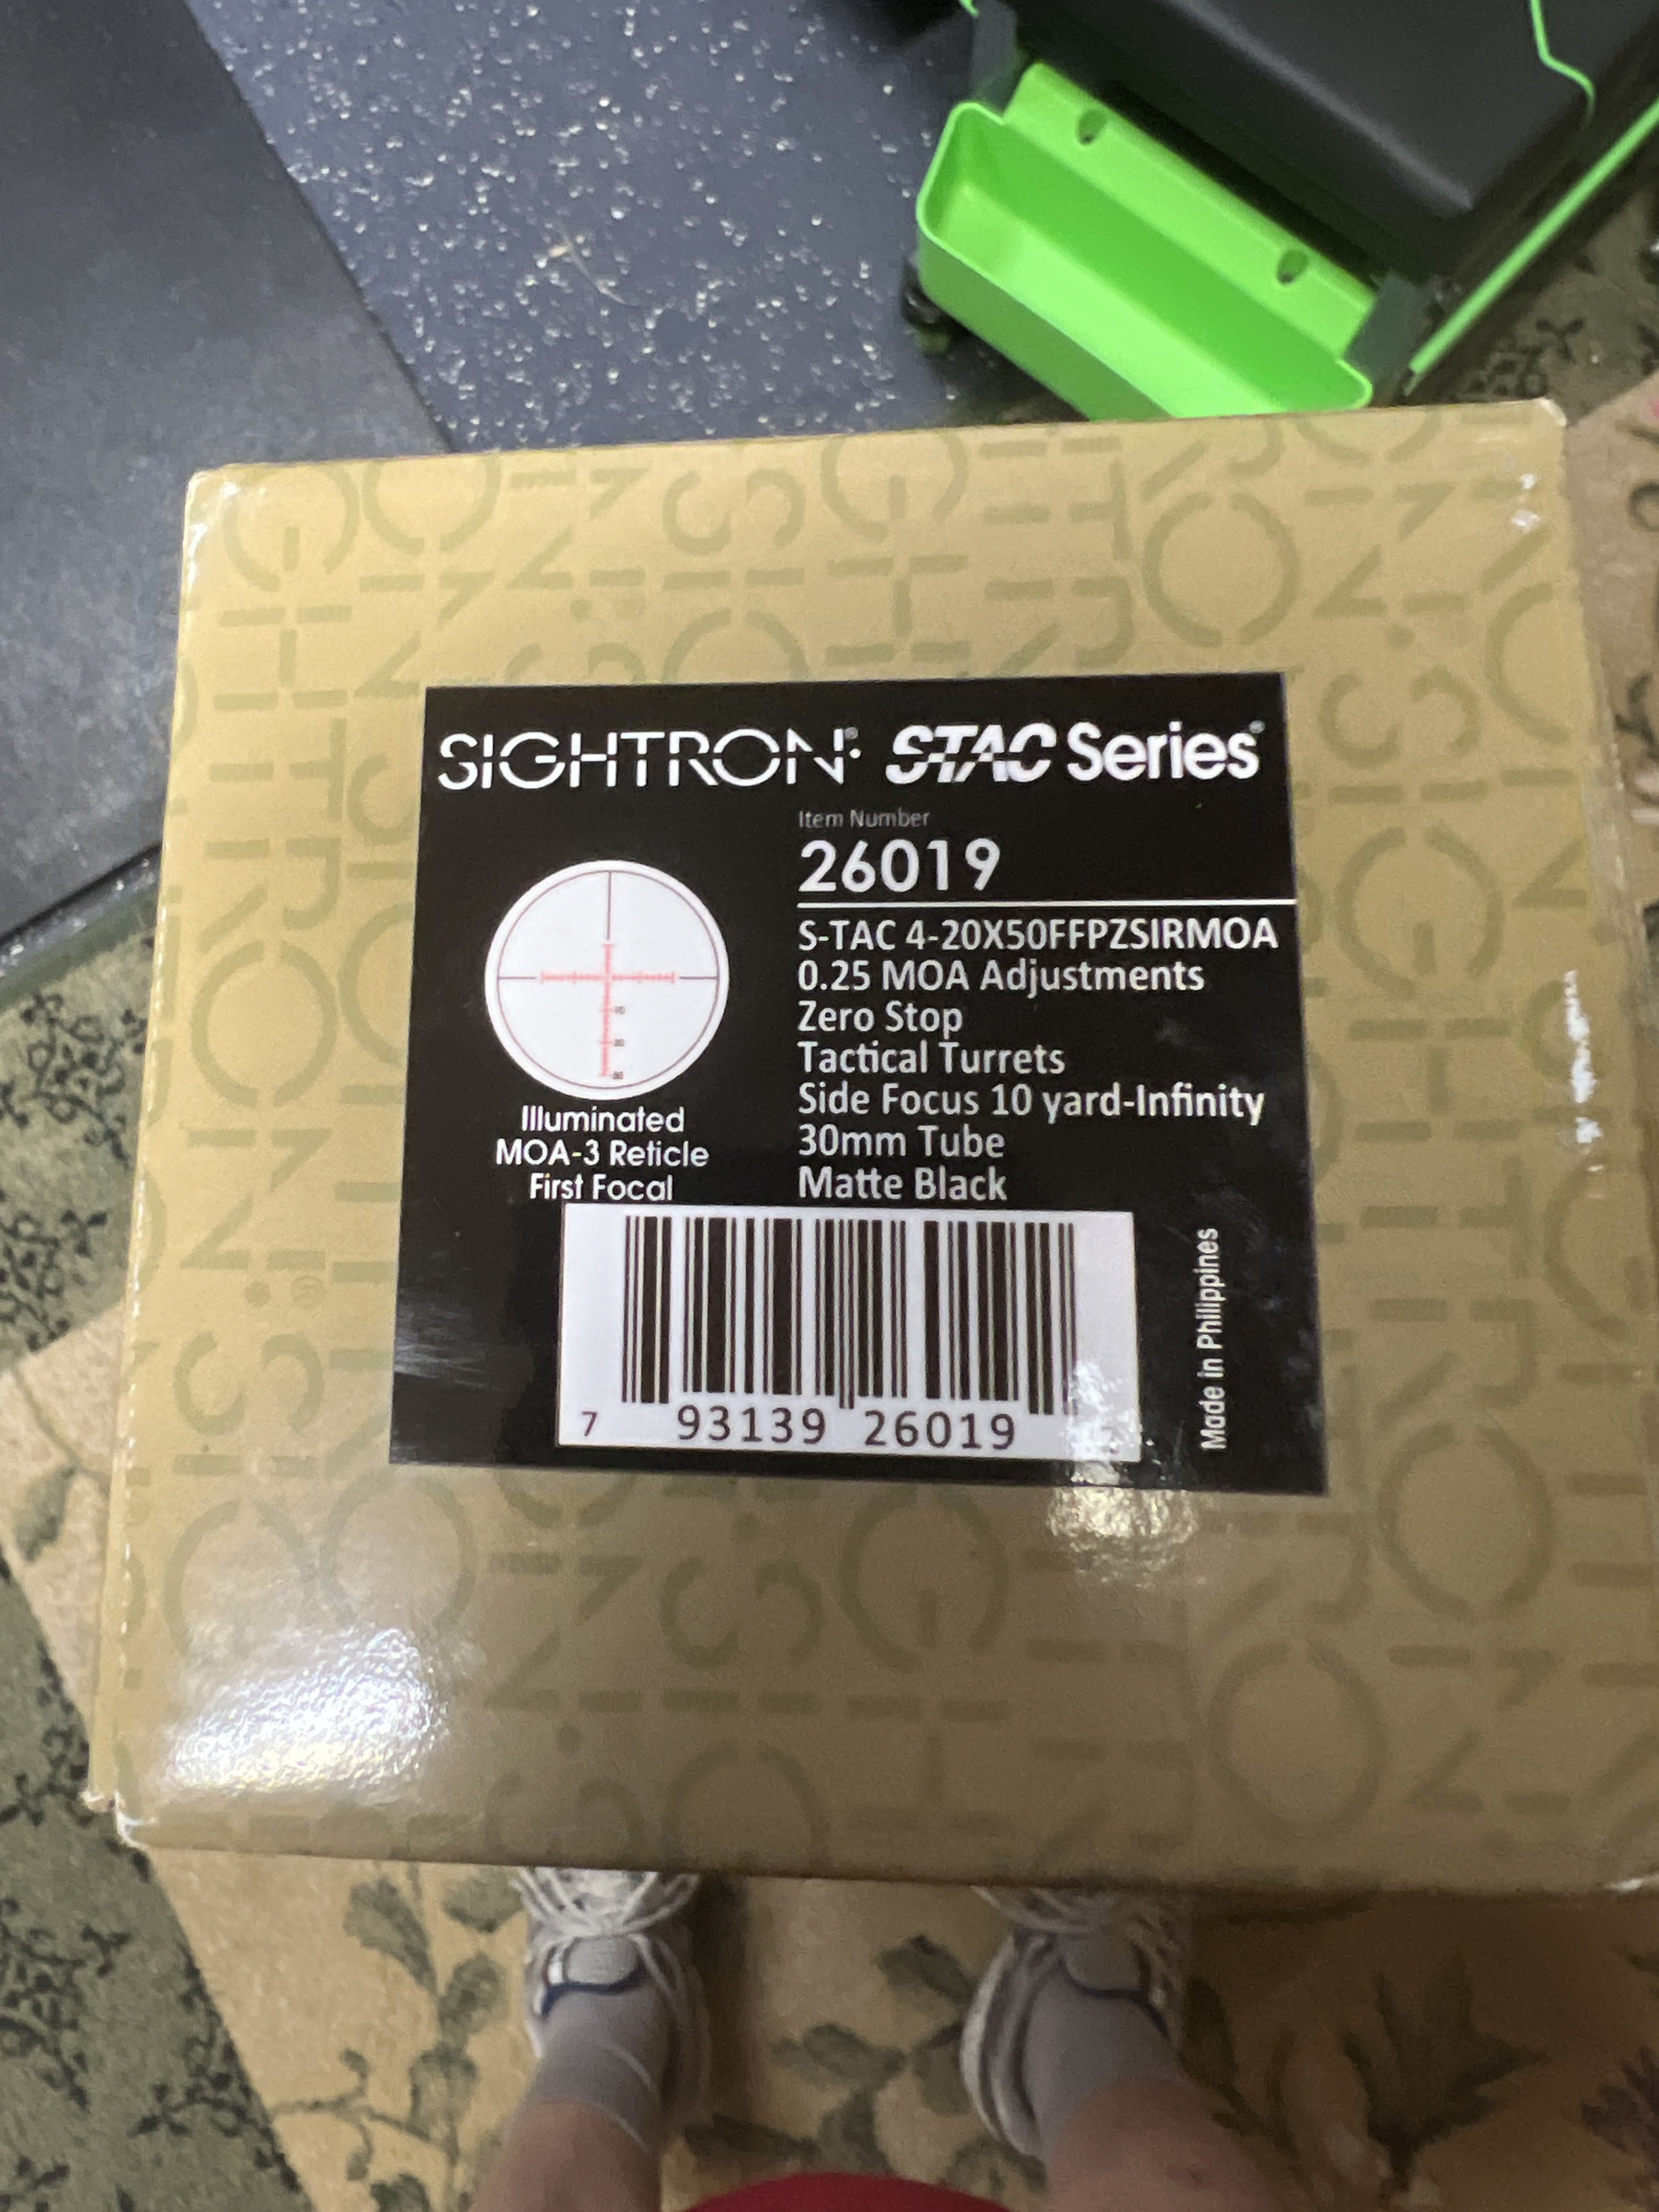 SIGHTRON® STAC Series
Item Number
26019
S-TAC 4-20X50FFPZSIRMOA
0.25 MOA Adjustments
Zero Stop
Tactical Turrets
Side Focus 10 yard-Infinity
30mm Tube
Matte Black
Illuminated
MOA-3 Reticle
First Focal
7 93139 26019
Made in Philippines